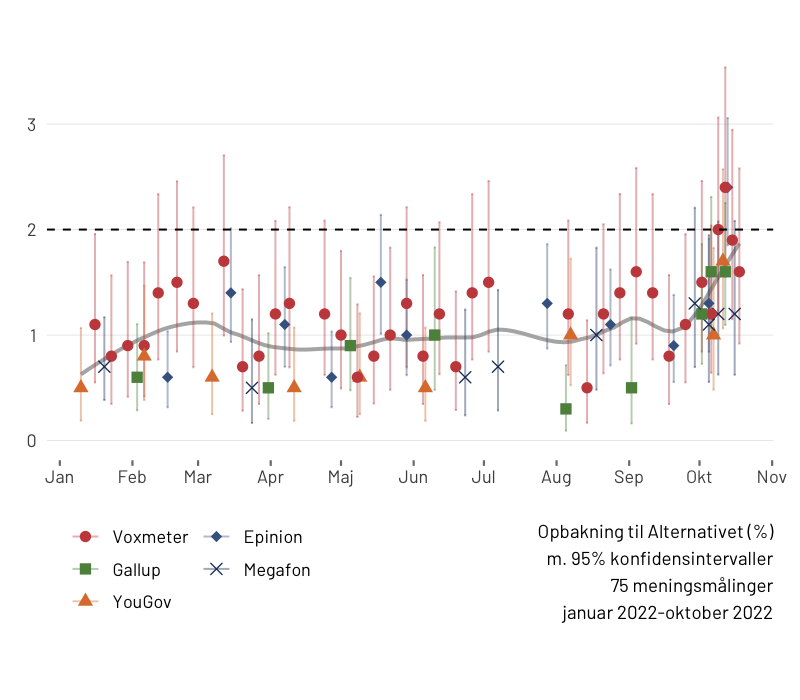 3
2
1
0
Jan Feb Mar Apr Maj Jun Jul Aug Sep Okt Nov
Voxmeter Epinion
Gallup Megafon
YouGov
Opbakning til Alternativet (%)
m. 95% konfidensintervaller
75 meningsmålinger
januar 2022-oktober 2022